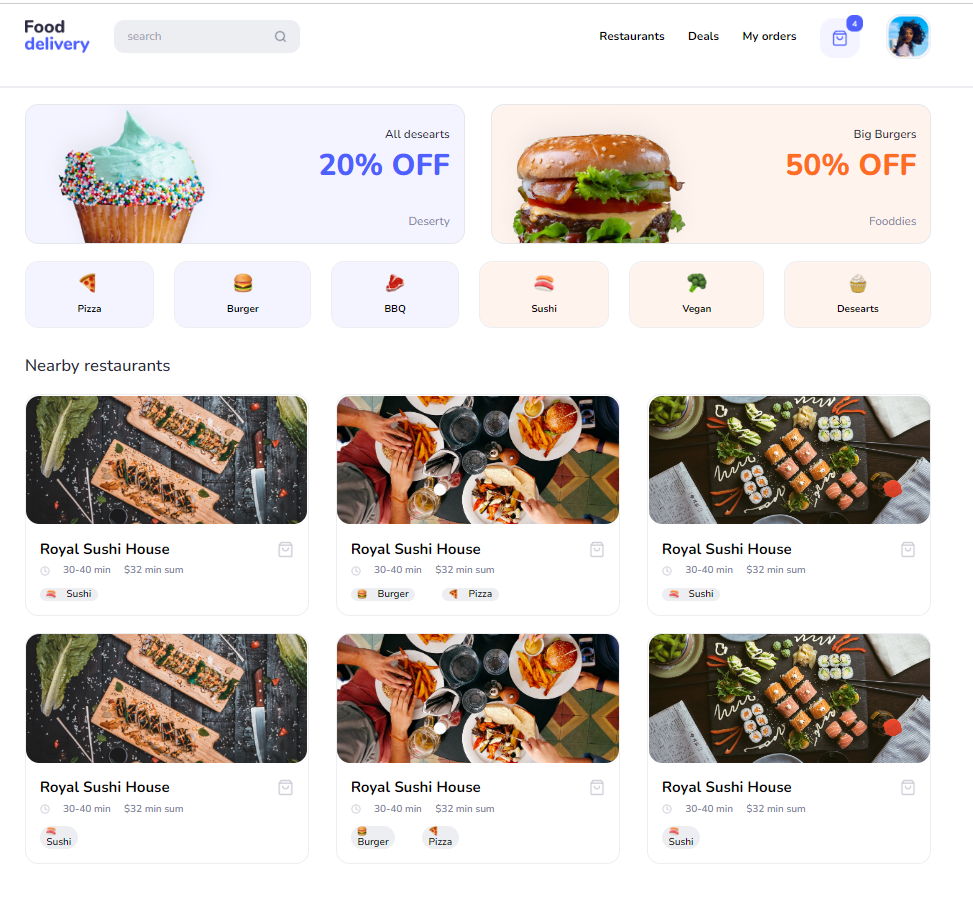 Food
delivery
search
Restaurants
Deals
My orders
4
All desearts
20% OFF
Deserty
Big Burgers
50% OFF
Fooddies
Pizza
Burger
BBQ
Sushi
Vegan
Desearts
Nearby restaurants
Royal Sushi House
30-40 min $32 min sum
Sushi
Royal Sushi House
30-40 min $32 min sum
Burger Pizza
Royal Sushi House
30-40 min $32 min sum
Sushi
Royal Sushi House
30-40 min $32 min sum
Sushi
Royal Sushi House
30-40 min $32 min sum
Burger Pizza
Royal Sushi House
30-40 min $32 min sum
Sushi